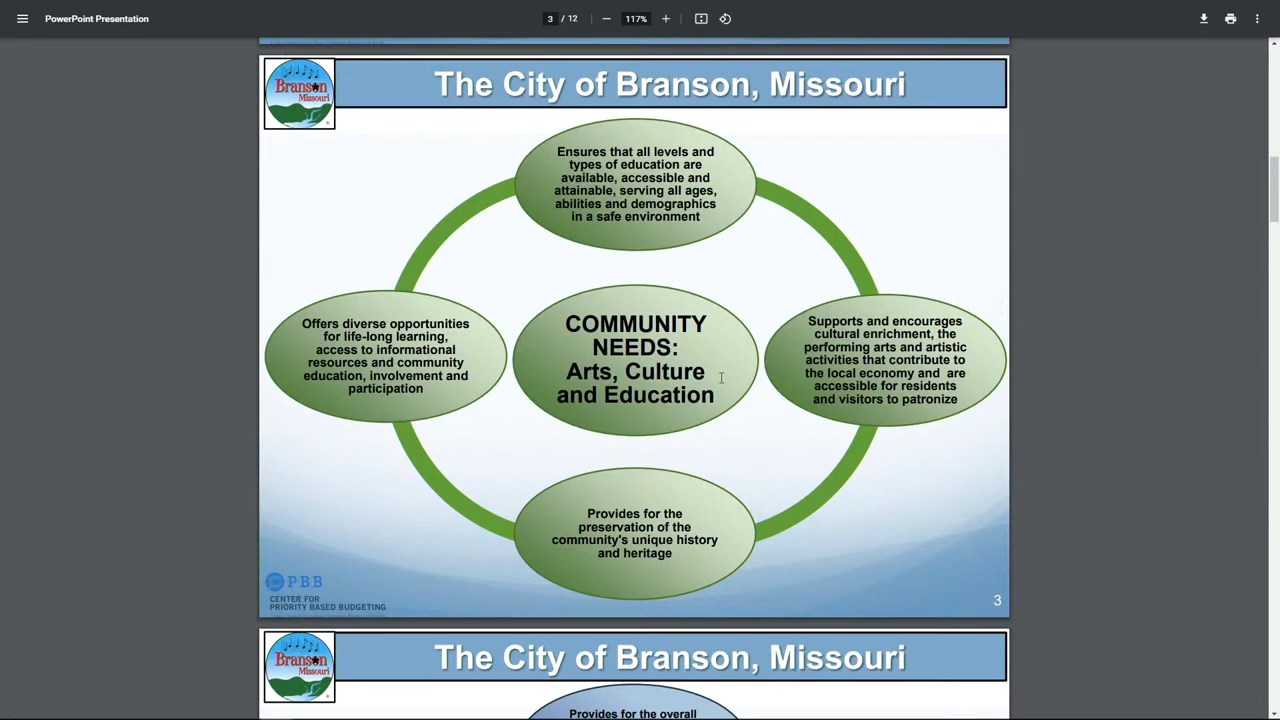 PowerPoint Presentation
3 / 12
117%
Branson
Missouri
The City of Branson, Missouri
Ensures that all levels and
types of education are
available, accessible and
attainable, serving all ages,
abilities and demographics
in a safe environment
Offers diverse opportunities
for life-long learning,
access to informational
resources and community
education, involvement and
participation
COMMUNITY
NEEDS:
Arts, Culture
and Education
Supports and encourages
cultural enrichment, the
performing arts and artistic
activities that contribute to
the local economy and are
accessible for residents
and visitors to patronize
Provides for the
preservation of the
community's unique history
and heritage
PBB
CENTER FOR
PRIORITY BASED BUDGETING
3
Branson
Missouri
The City of Branson, Missouri
Provides for the overall